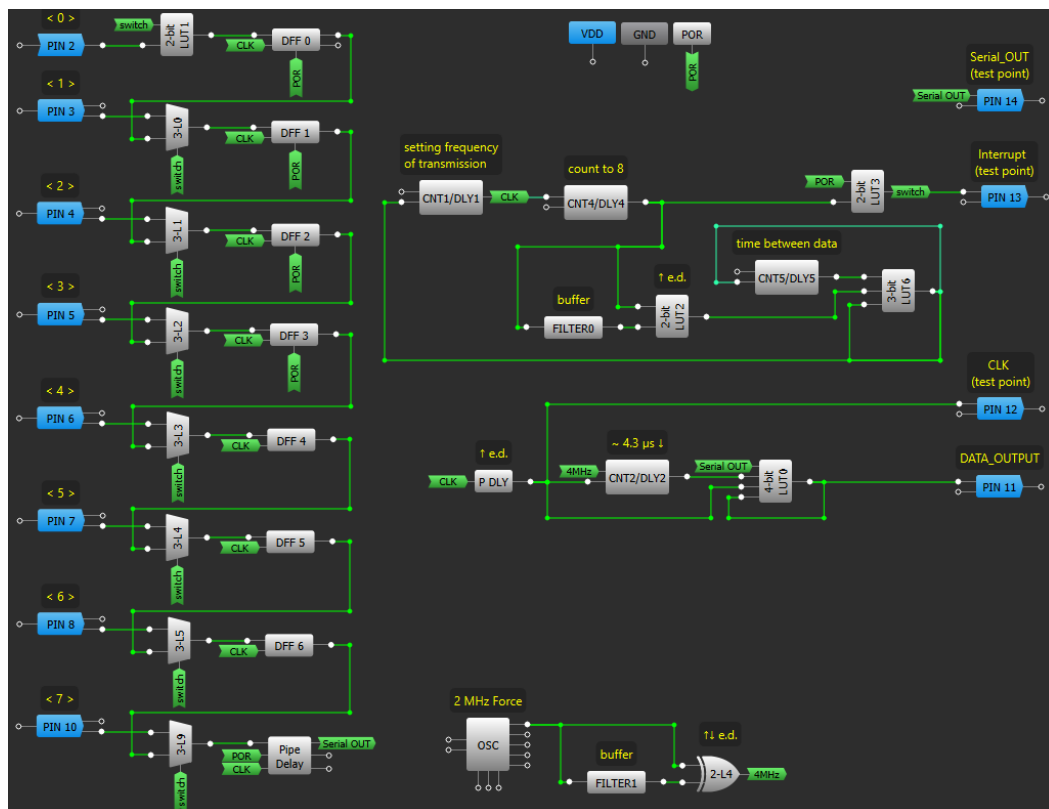 < 0 >
PIN 2
switch
2-bit
LUT1
CLK
DFF 0
POR
< 1 >
PIN 3
3-L0
switch
CLK
DFF 1
POR
< 2 >
PIN 4
3-L1
switch
CLK
DFF 2
POR
< 3 >
PIN 5
3-L2
switch
CLK
DFF 3
POR
< 4 >
PIN 6
3-L3
switch
CLK
DFF 4
< 5 >
PIN 7
3-L4
switch
CLK
DFF 5
< 6 >
PIN 8
3-L5
switch
CLK
DFF 6
< 7 >
PIN 10
3-L9
switch
POR
CLK
Pipe
Delay
Serial OUT
VDD
GND
POR
POR
Serial_OUT
(test point)
Serial OUT
PIN 14
setting frequency
of transmission
CNT1/DLY1
CLK
count to 8
CNT4/DLY4
POR
2-bit
LUT3
switch
Interrupt
(test point)
PIN 13
buffer
FILTER0
↑ e.d.
2-bit
LUT2
time between data
CNT5/DLY5
3-bit
LUT6
CLK
(test point)
PIN 12
CLK
↑ e.d.
P DLY
~ 4.3 µs ↓
4MHz
CNT2/DLY2
Serial OUT
4-bit
LUT0
DATA_OUTPUT
PIN 11
2 MHz Force
OSC
buffer
FILTER1
↑↓ e.d.
2-L4
4MHz